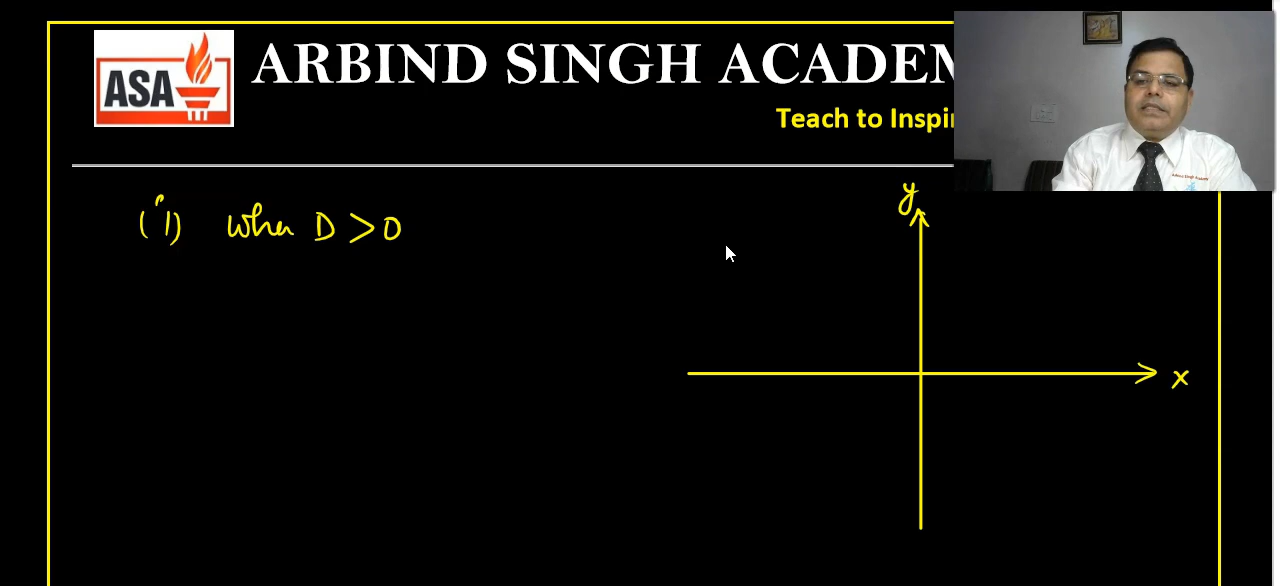 ASA
ARBIND SINGH ACADEM
Teach to Inspi
(i) When D > 0
y
x